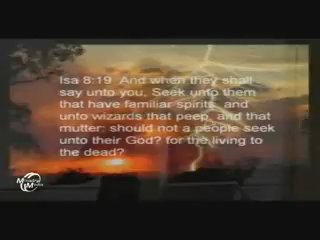 Isa 8:19 And when they shall
say unto you, Seek unto them
that have familiar spirits, and
unto wizards that peep, and that
mutter: should not a people seek
unto their God? for the living to
the dead?